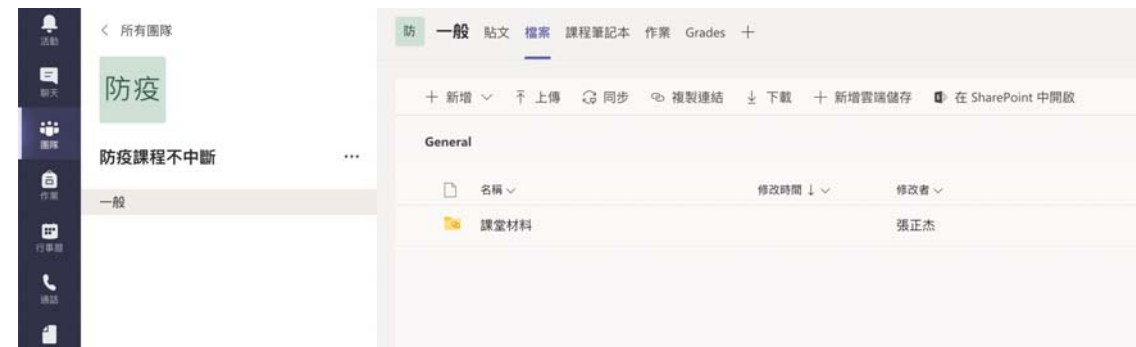 活動
聊天
團隊
作業
行事曆
通話
所有團隊
防疫
防疫課程不中斷
一般
防 一般 貼文 檔案 課程筆記本 作業 Grades
新增 上傳 同步 複製連結 下載 新增雲端儲存 在 SharePoint 中開啟
General
名稱 修改時間 修改者
課堂材料 張正杰